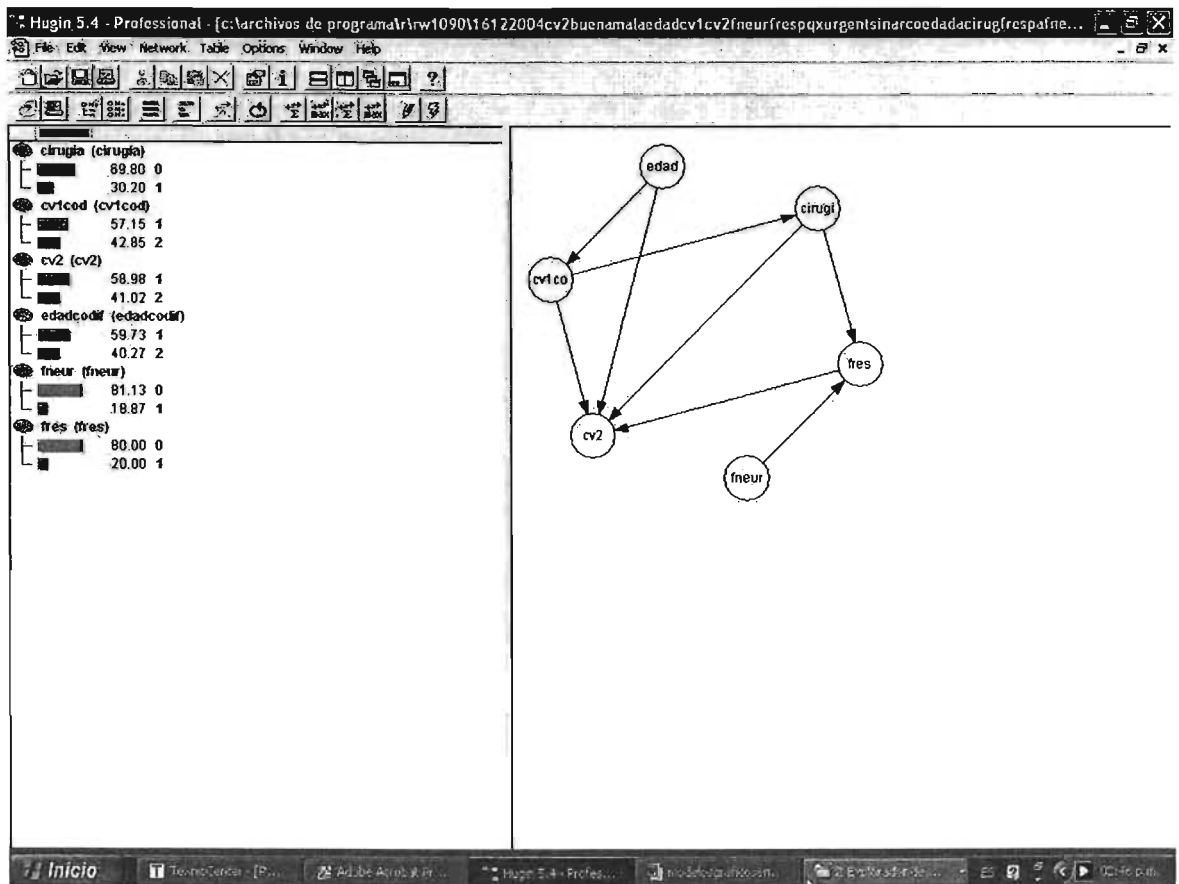 Hugin 5.4 - Professional - [c:\archivos de programa\r\rw1090\16122004cv2buenamalaedadcv1cv2fneurfrespqxurgentsinarcoedadacirugfrespafne...
File Edit View Network Table Options Window Help
cirugia (cirugia)
69.80 0
30.20 1
cv1cod (cv1cod)
57.15 1
42.85 2
cv2 (cv2)
58.98 1
41.02 2
edadcodif (edadcodif)
59.73 1
40.27 2
fneur (fneur)
81.13 0
18.87 1
fres (fres)
80.00 0
20.00 1
edad
cirugi
cv1co
fres
cv2
fneur
Inicio
Hugin 5.4 - Profes...
ES
p.m.